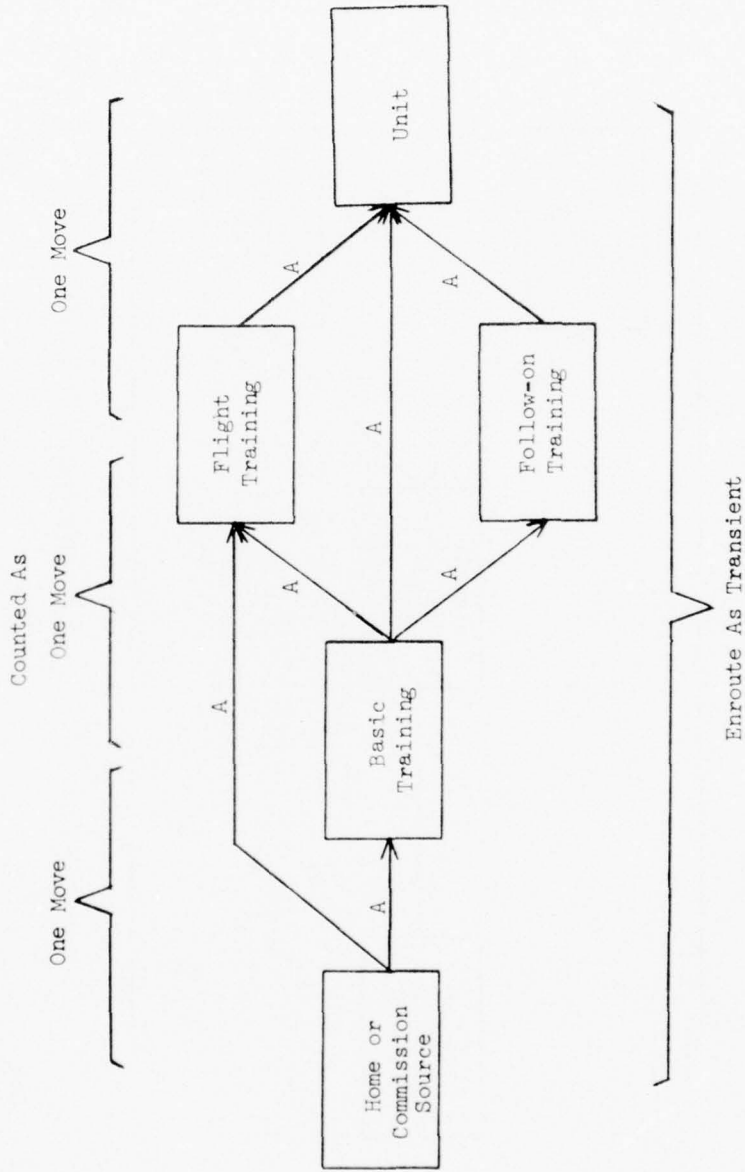 Counted As
One Move
One Move
One Move
A
A
A
A
A
A
A
Home or
Commission
Source
Basic
Training
Flight
Training
Follow-on
Training
Unit
Enroute As Transient